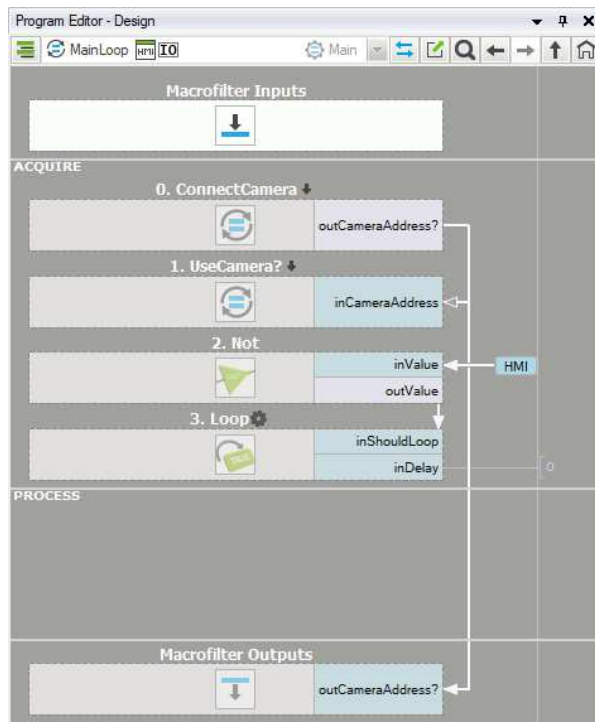 Program Editor - Design
MainLoop HMI IO Main
Macrofilter Inputs
ACQUIRE
0. ConnectCamera
outCameraAddress?
1. UseCamera?
inCameraAddress
2. Not
inValue HMI
outValue
3. Loop
inShouldLoop
inDelay 0
PROCESS
Macrofilter Outputs
outCameraAddress?